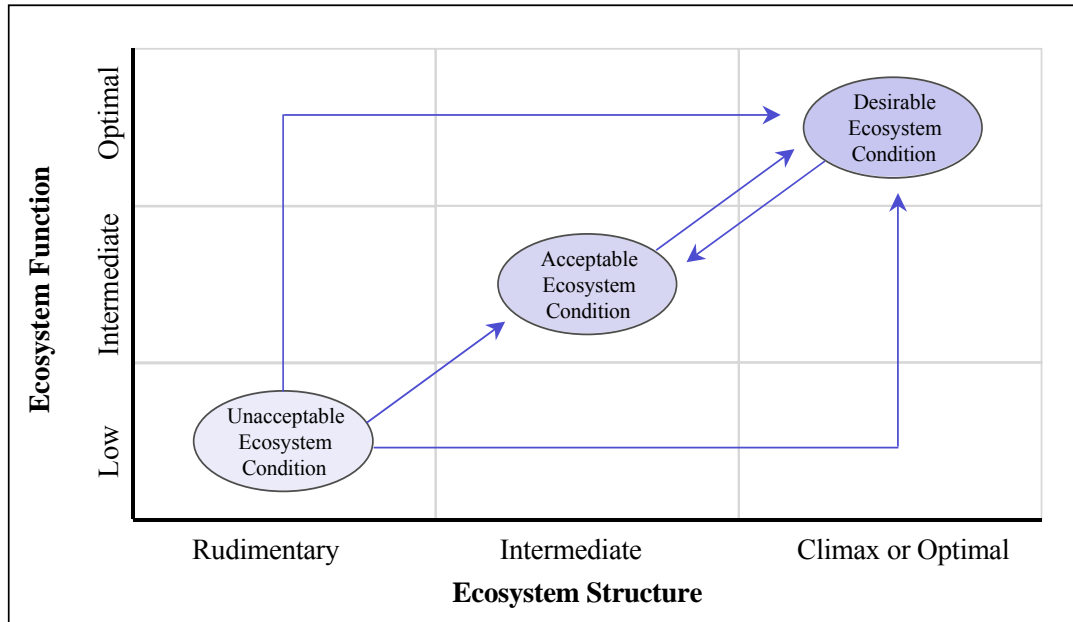 Ecosystem Function
Optimal
Intermediate
Low
Desirable
Ecosystem
Condition
Acceptable
Ecosystem
Condition
Unacceptable
Ecosystem
Condition
Rudimentary
Intermediate
Climax or Optimal
Ecosystem Structure